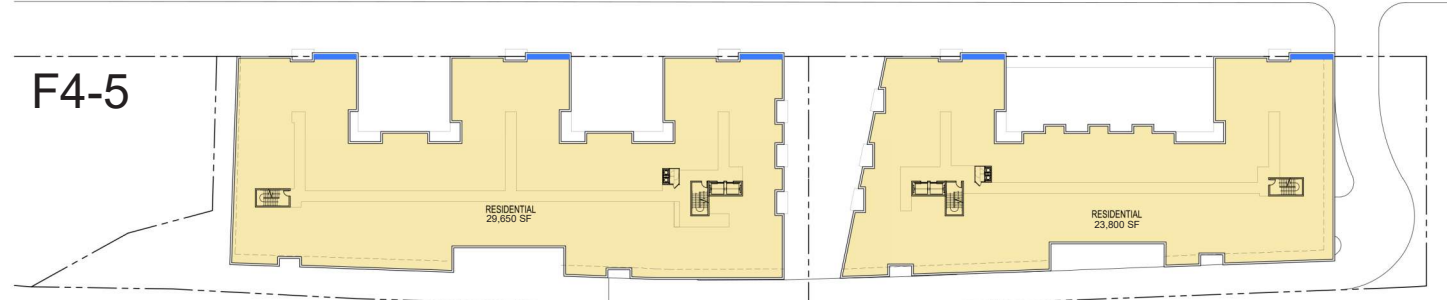 F4-5
RESIDENTIAL
29,650 SF
RESIDENTIAL
23,800 SF